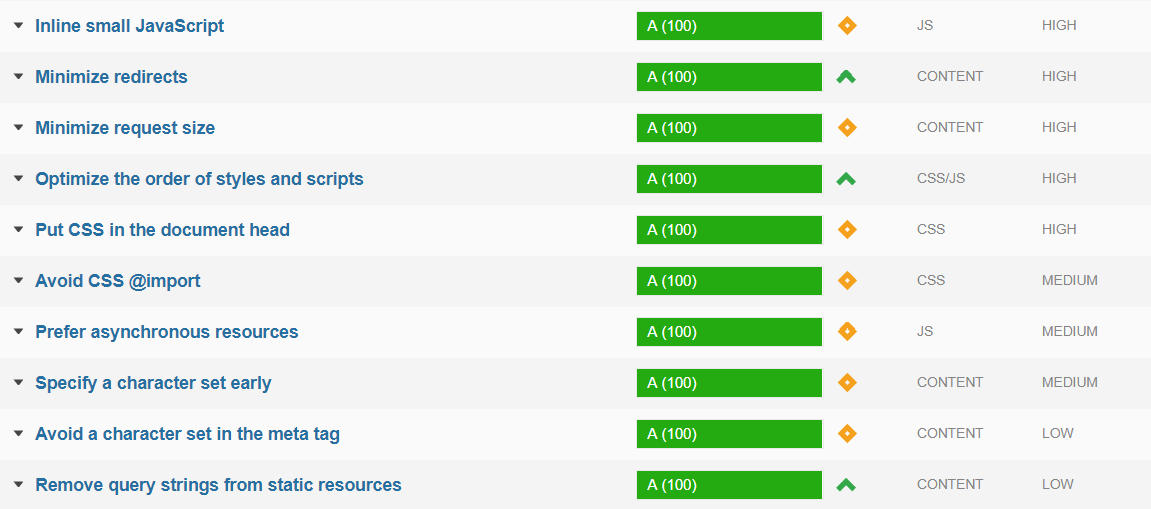 Inline small JavaScript A (100) JS HIGH
Minimize redirects A (100) CONTENT HIGH
Minimize request size A (100) CONTENT HIGH
Optimize the order of styles and scripts A (100) CSS/JS HIGH
Put CSS in the document head A (100) CSS HIGH
Avoid CSS @import A (100) CSS MEDIUM
Prefer asynchronous resources A (100) JS MEDIUM
Specify a character set early A (100) CONTENT MEDIUM
Avoid a character set in the meta tag A (100) CONTENT LOW
Remove query strings from static resources A (100) CONTENT LOW